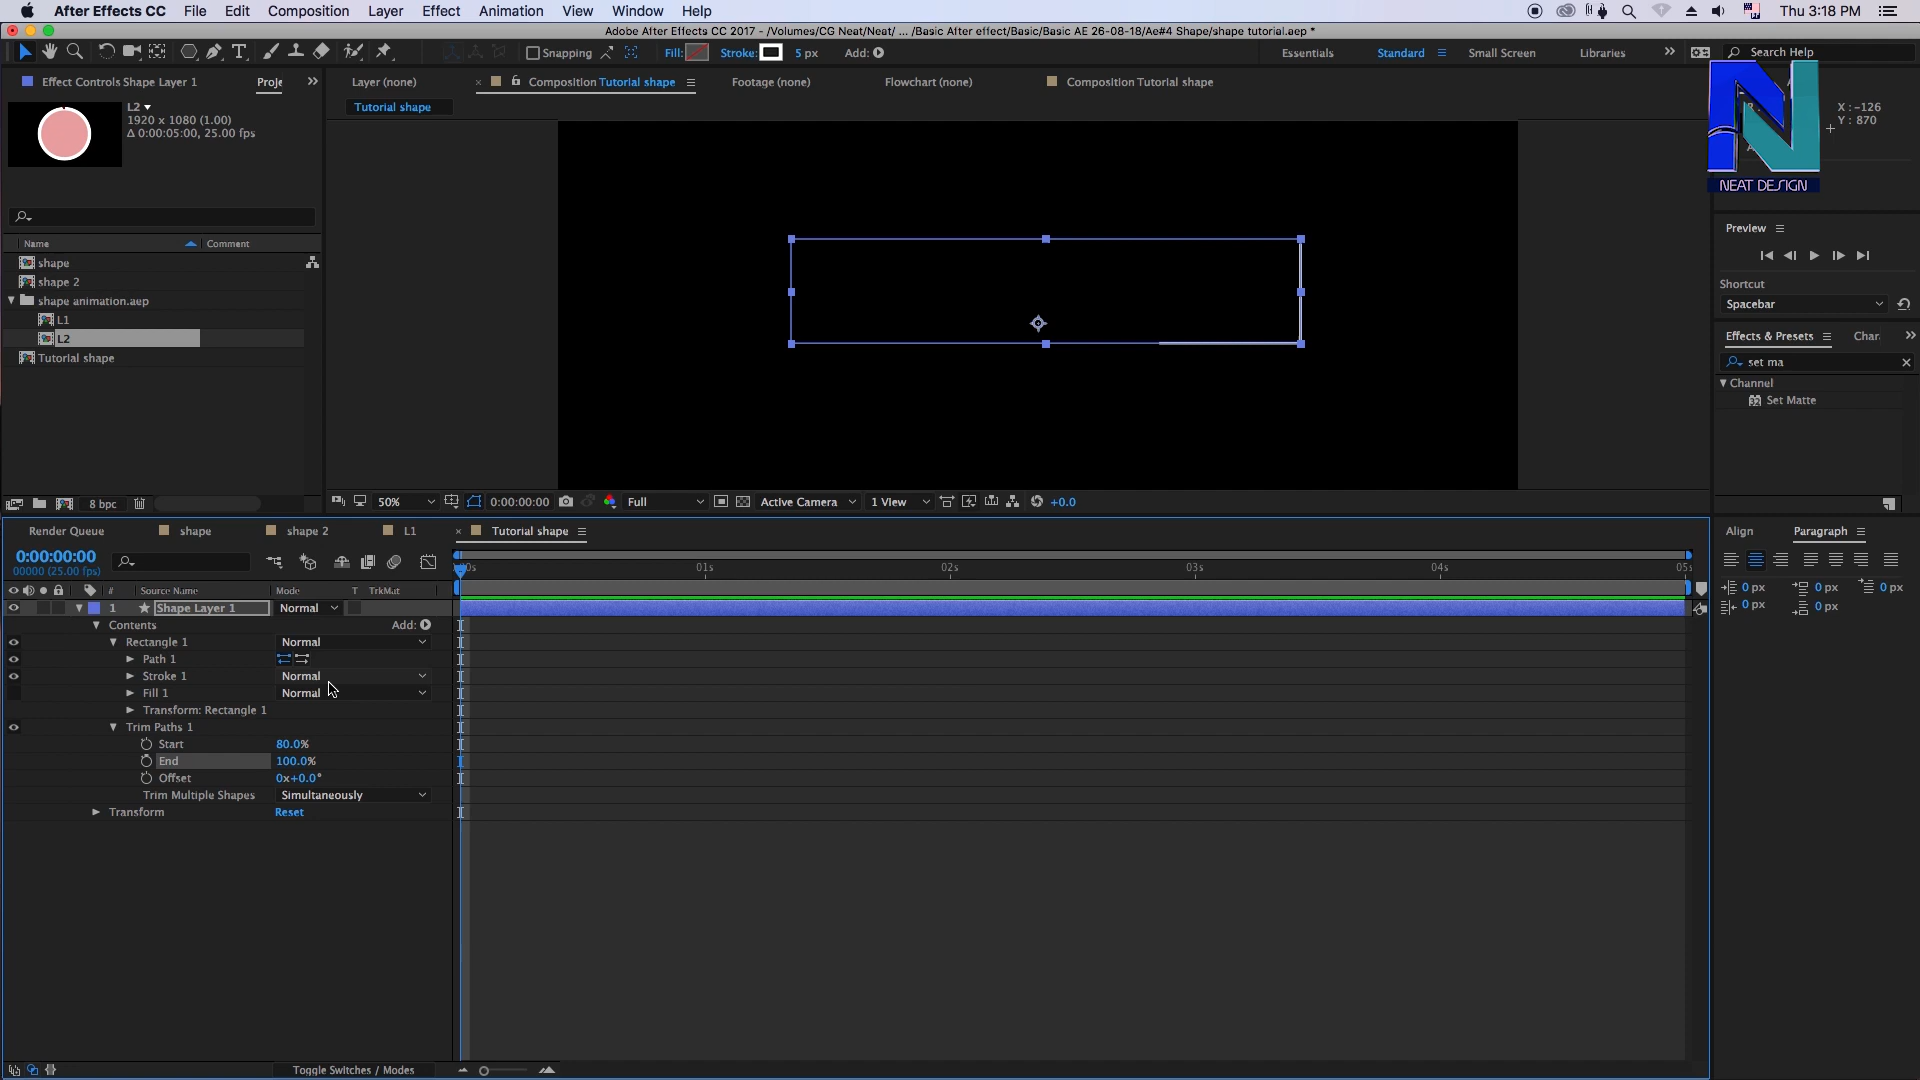 After Effects CC File Edit Composition Layer Effect Animation View Window Help Thu 3:18 PM
Adobe After Effects CC 2017 - /Volumes/CG Neat/Neat/ ... /Basic After effect/Basic/Basic AE 26-08-18/Ae#4 Shape/shape tutorial.aep *
Snapping Fill: Stroke: 5 px Add: Essentials Standard Small Screen Libraries Search Help
Effect Controls Shape Layer 1 Proje Layer (none) Composition Tutorial shape Footage (none) Flowchart (none) Composition Tutorial shape
Tutorial shape
L2
1920 x 1080 (1.00)
Δ 0:00:05:00, 25.00 fps
X : -126
Y : 870
NEAT DESIGN
Name Comment
shape
shape 2
shape animation.aep
L1
L2
Tutorial shape
8 bpc
Preview
Shortcut
Spacebar
Effects & Presets Char
set ma
Channel
32 Set Matte
50% 0:00:00:00 Full Active Camera 1 View +0.0
Render Queue shape shape 2 L1 Tutorial shape
0:00:00:00
00000 (25.00 fps)
01s 02s 03s 04s 05s
# Source Name Mode T TrkMat
1 Shape Layer 1 Normal
Contents Add:
Rectangle 1 Normal
Path 1
Stroke 1 Normal
Fill 1 Normal
Transform: Rectangle 1
Trim Paths 1
Start 80.0%
End 100.0%
Offset 0x+0.0°
Trim Multiple Shapes Simultaneously
Transform Reset
Toggle Switches / Modes
Align Paragraph
0 px 0 px 0 px
0 px 0 px